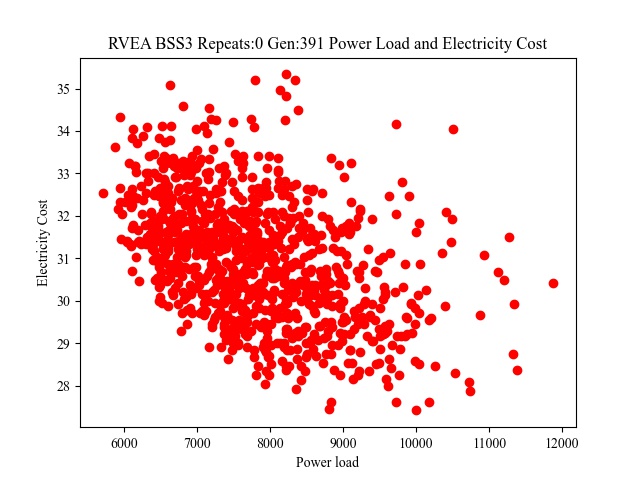 RVEA BSS3 Repeats:0 Gen:391 Power Load and Electricity Cost
35
34
33
32
31
30
29
28
Electricity Cost
6000 7000 8000 9000 10000 11000 12000
Power load